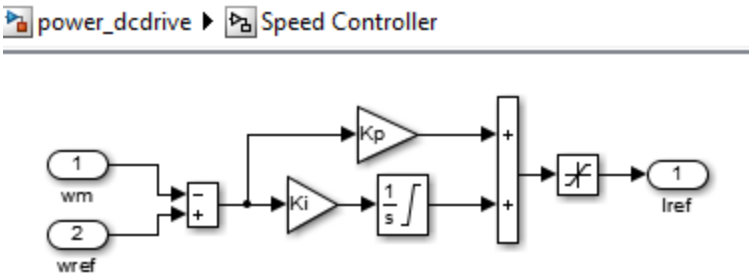 power_dcdrive Speed Controller
1
wm
2
wref
−
+
Kp
Ki
1
s
+
+
1
Iref